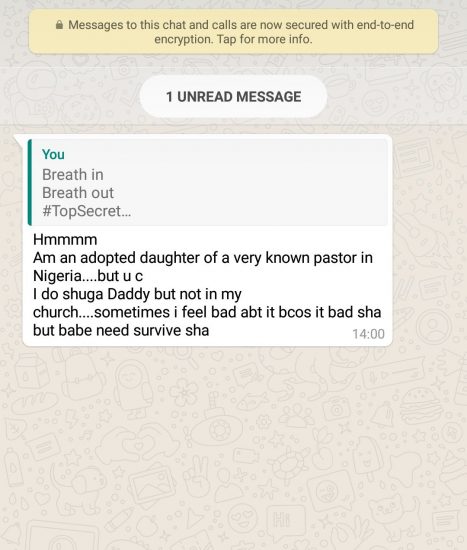 Messages to this chat and calls are now secured with end-to-end
encryption. Tap for more info.
1 UNREAD MESSAGE
You
Breath in
Breath out
#TopSecret...
Hmmmm
Am an adopted daughter of a very known pastor in
Nigeria....but u c
I do shuga Daddy but not in my
church....sometimes i feel bad abt it bcos it bad sha
but babe need survive sha
14:00